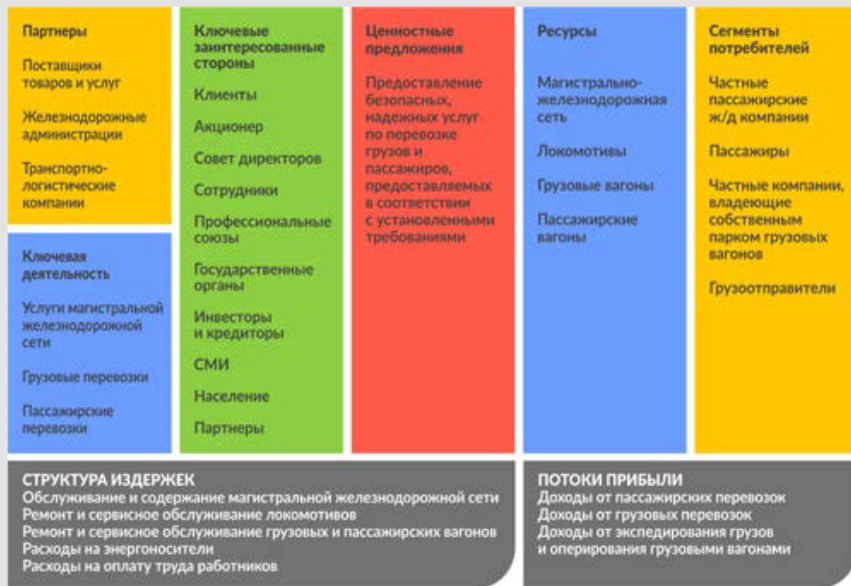 Партнеры
Поставщики
товаров и услуг
Железнодорожные
администрации
Транспортно-
логистические
компании
Ключевая
деятельность
Услуги магистральной
железнодорожной
сети
Грузовые перевозки
Пассажирские
перевозки
Ключевые
заинтересованные
стороны
Клиенты
Акционер
Совет директоров
Сотрудники
Профессиональные
союзы
Государственные
органы
Инвесторы
и кредиторы
СМИ
Население
Партнеры
Ценностные
предложения
Предоставление
безопасных,
надежных услуг
по перевозке
грузов и
пассажиров,
предоставляемых
в соответствии
с установленными
требованиями
Ресурсы
Магистрально-
железнодорожная
сеть
Локомотивы
Грузовые вагоны
Пассажирские
вагоны
Сегменты
потребителей
Частные
пассажирские
ж/д компании
Пассажиры
Частные компании,
владеющие
собственным
парком грузовых
вагонов
Грузоотправители
СТРУКТУРА ИЗДЕРЖЕК
Обслуживание и содержание магистральной железнодорожной сети
Ремонт и сервисное обслуживание локомотивов
Ремонт и сервисное обслуживание грузовых и пассажирских вагонов
Расходы на энергоносители
Расходы на оплату труда работников
ПОТОКИ ПРИБЫЛИ
Доходы от пассажирских перевозок
Доходы от грузовых перевозок
Доходы от экспедирования грузов
и оперирования грузовыми вагонами